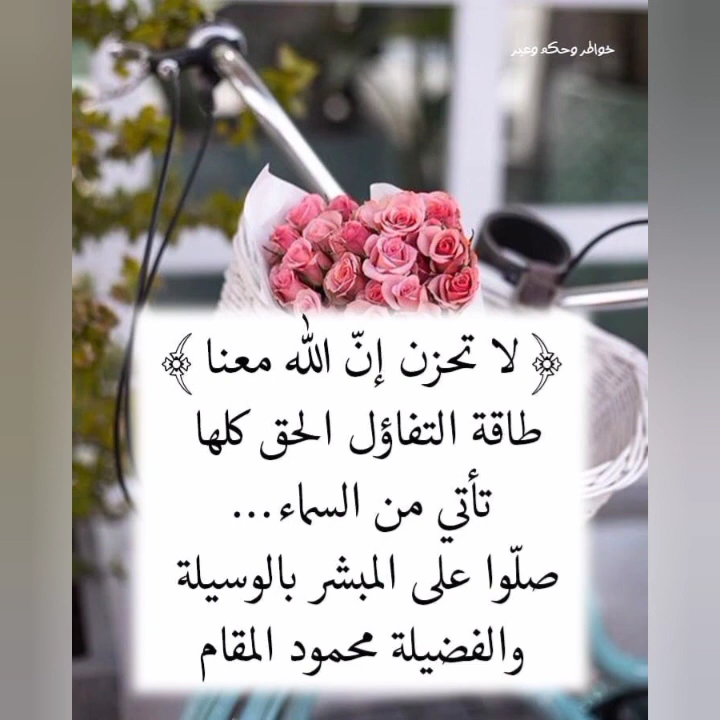 خواطر وحكم وعبر
﴿ لا تحزن إنّ الله معنا ﴾
طاقة التفاؤل الحق كلها
تأتي من السماء...
صلّوا على المبشر بالوسيلة
والفضيلة محمود المقام